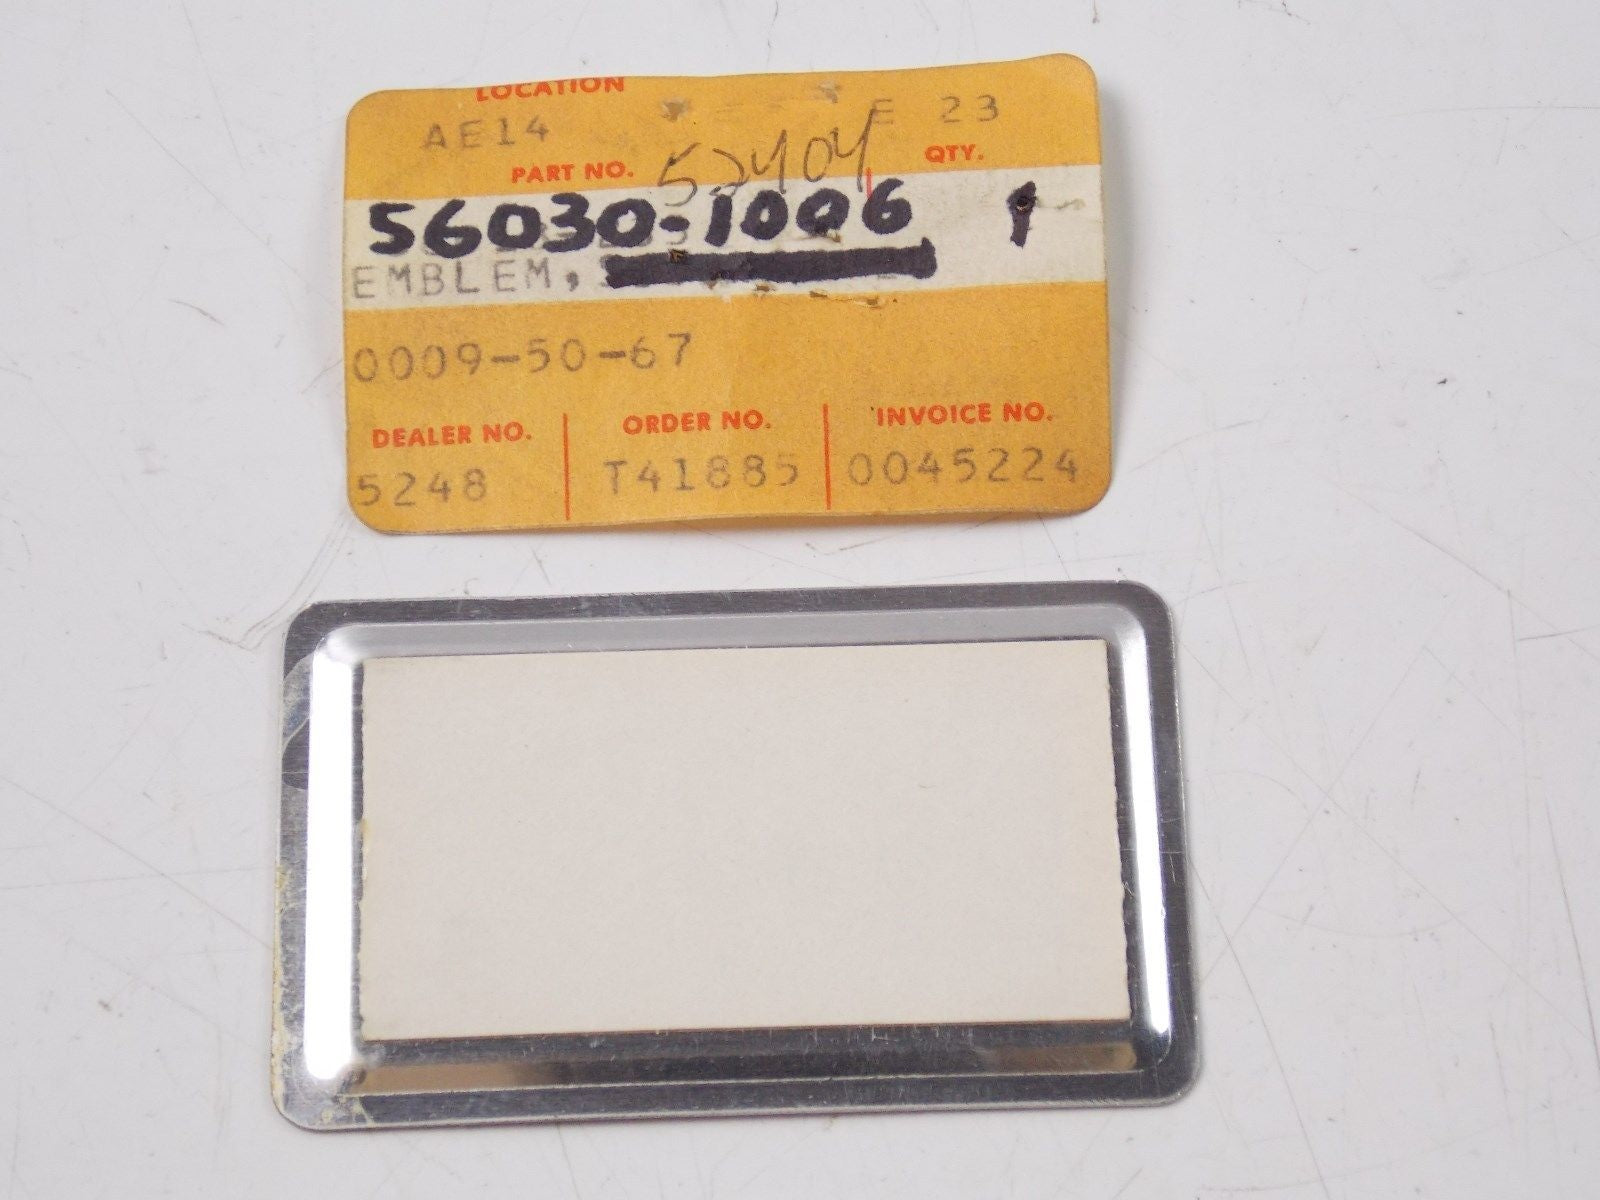 LOCATION
AE14 E 23
PART NO. 52404 QTY.
56030-1006 1
EMBLEM,
0009-50-67
DEALER NO. ORDER NO. INVOICE NO.
5248 T41885 0045224